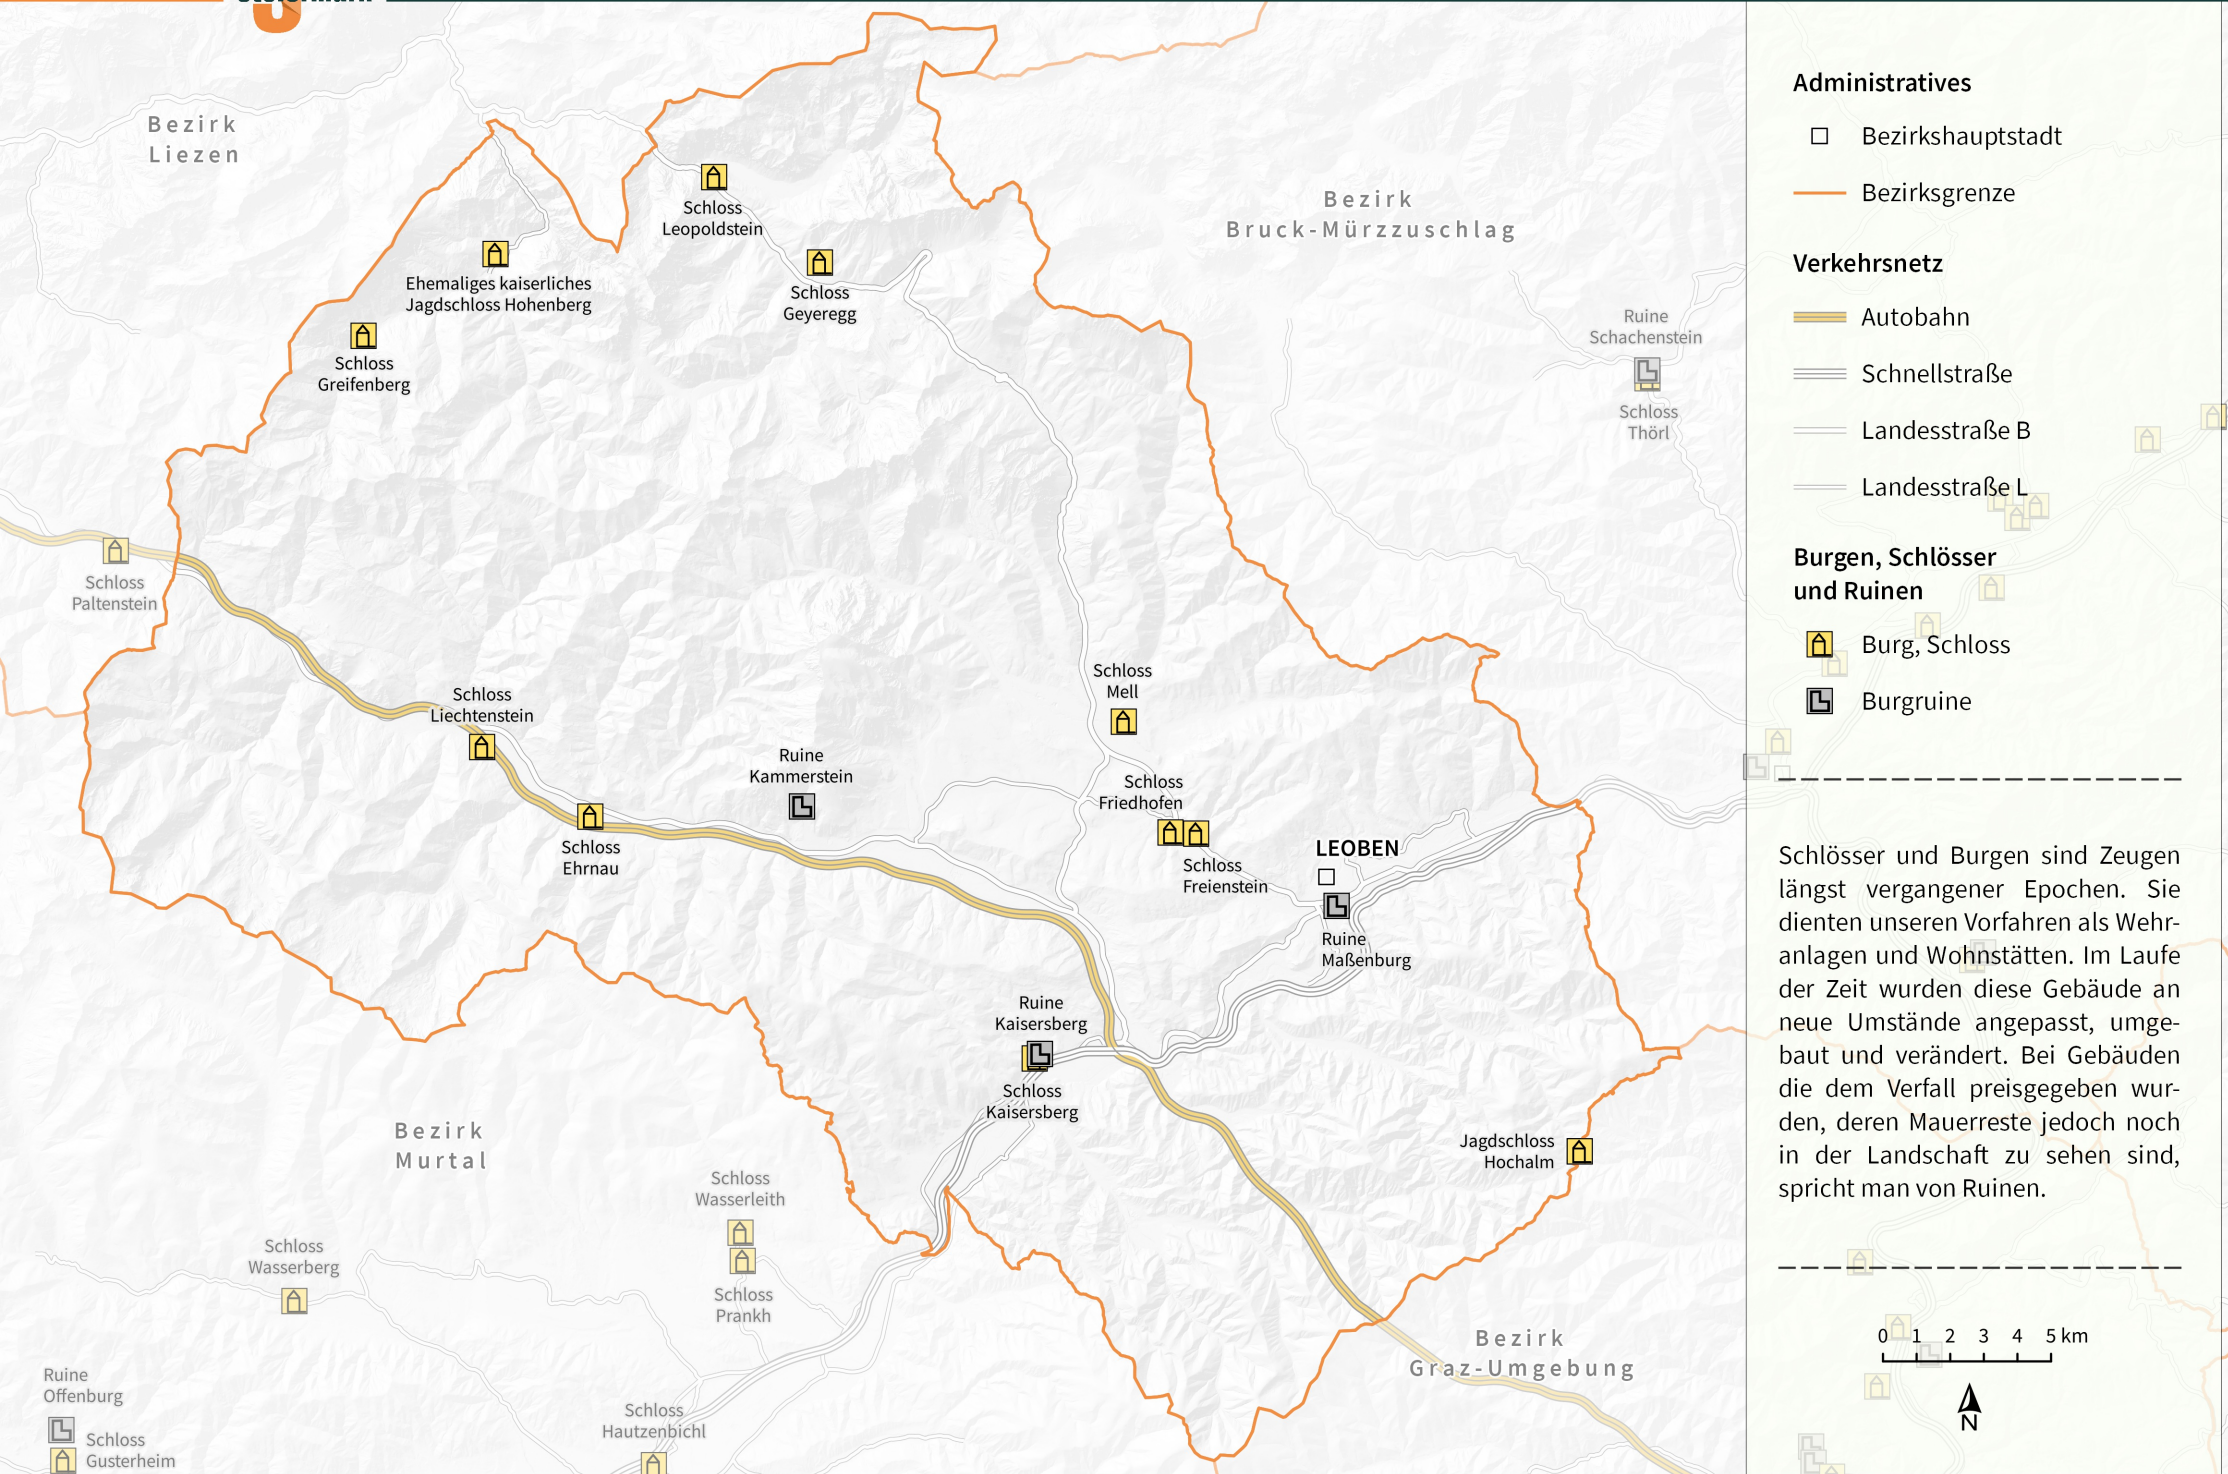 Bezirk
Liezen
Schloss
Leopoldstein
Ehemaliges kaiserliches
Jagdschloss Hohenberg
Schloss
Geyeregg
Schloss
Greifenberg
Bezirk
Bruck-Mürzzuschlag
Ruine
Schachenstein
Schloss
Thörl
Schloss
Paltenstein
Schloss
Liechtenstein
Schloss
Mell
Ruine
Kammerstein
Schloss
Friedhofen
Schloss
Ehrnau
Schloss
Freienstein
LEOBEN
Ruine
Maßenburg
Ruine
Kaisersberg
Schloss
Kaisersberg
Jagdschloss
Hochalm
Bezirk
Murtal
Schloss
Wasserleith
Schloss
Wasserberg
Schloss
Prankh
Bezirk
Graz-Umgebung
Ruine
Offenburg
Schloss
Gusterheim
Schloss
Hautzenbichl
Administratives
Bezirkshauptstadt
Bezirksgrenze
Verkehrsnetz
Autobahn
Schnellstraße
Landesstraße B
Landesstraße L
Burgen, Schlösser
und Ruinen
Burg, Schloss
Burgruine
Schlösser und Burgen sind Zeugen
längst vergangener Epochen. Sie
dienten unseren Vorfahren als Wehr-
anlagen und Wohnstätten. Im Laufe
der Zeit wurden diese Gebäude an
neue Umstände angepasst, umge-
baut und verändert. Bei Gebäuden
die dem Verfall preisgegeben wur-
den, deren Mauerreste jedoch noch
in der Landschaft zu sehen sind,
spricht man von Ruinen.
0 1 2 3 4 5 km
N